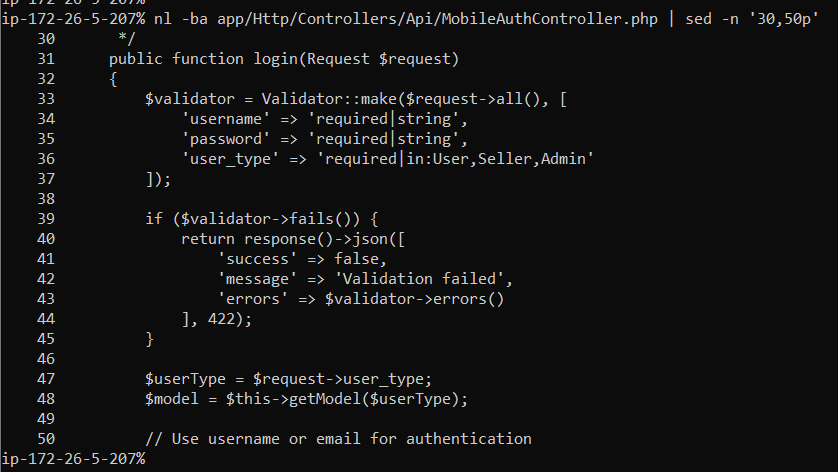 ip-172-26-5-207%
ip-172-26-5-207% nl -ba app/Http/Controllers/Api/MobileAuthController.php | sed -n '30,50p'
    30	     */
    31	    public function login(Request $request)
    32	    {
    33	        $validator = Validator::make($request->all(), [
    34	            'username' => 'required|string',
    35	            'password' => 'required|string',
    36	            'user_type' => 'required|in:User,Seller,Admin'
    37	        ]);
    38
    39	        if ($validator->fails()) {
    40	            return response()->json([
    41	                'success' => false,
    42	                'message' => 'Validation failed',
    43	                'errors' => $validator->errors()
    44	            ], 422);
    45	        }
    46
    47	        $userType = $request->user_type;
    48	        $model = $this->getModel($userType);
    49
    50	        // Use username or email for authentication
ip-172-26-5-207%